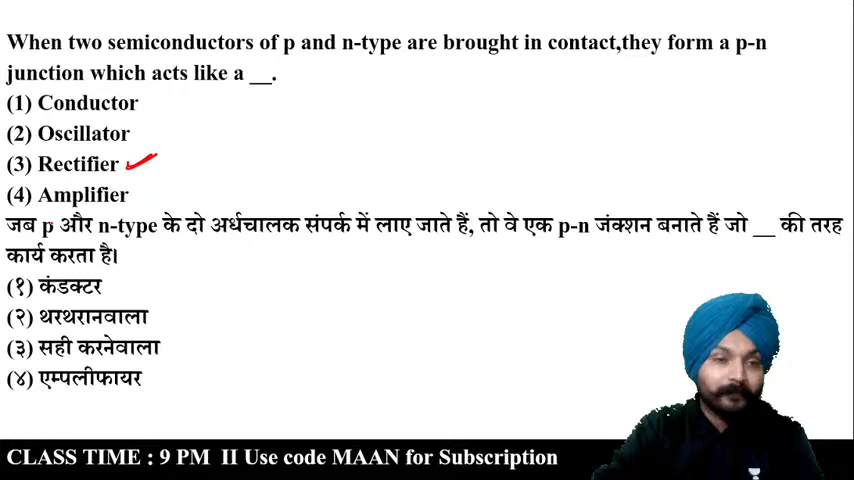 When two semiconductors of p and n-type are brought in contact,they form a p-n
junction which acts like a __.
(1) Conductor
(2) Oscillator
(3) Rectifier
(4) Amplifier
जब p और n-type के दो अर्धचालक संपर्क में लाए जाते हैं, तो वे एक p-n जंक्शन बनाते हैं जो __ की तरह
कार्य करता है।
(१) कंडक्टर
(२) थरथरानवाला
(३) सही करनेवाला
(४) एम्पलीफायर
CLASS TIME : 9 PM II Use code MAAN for Subscription